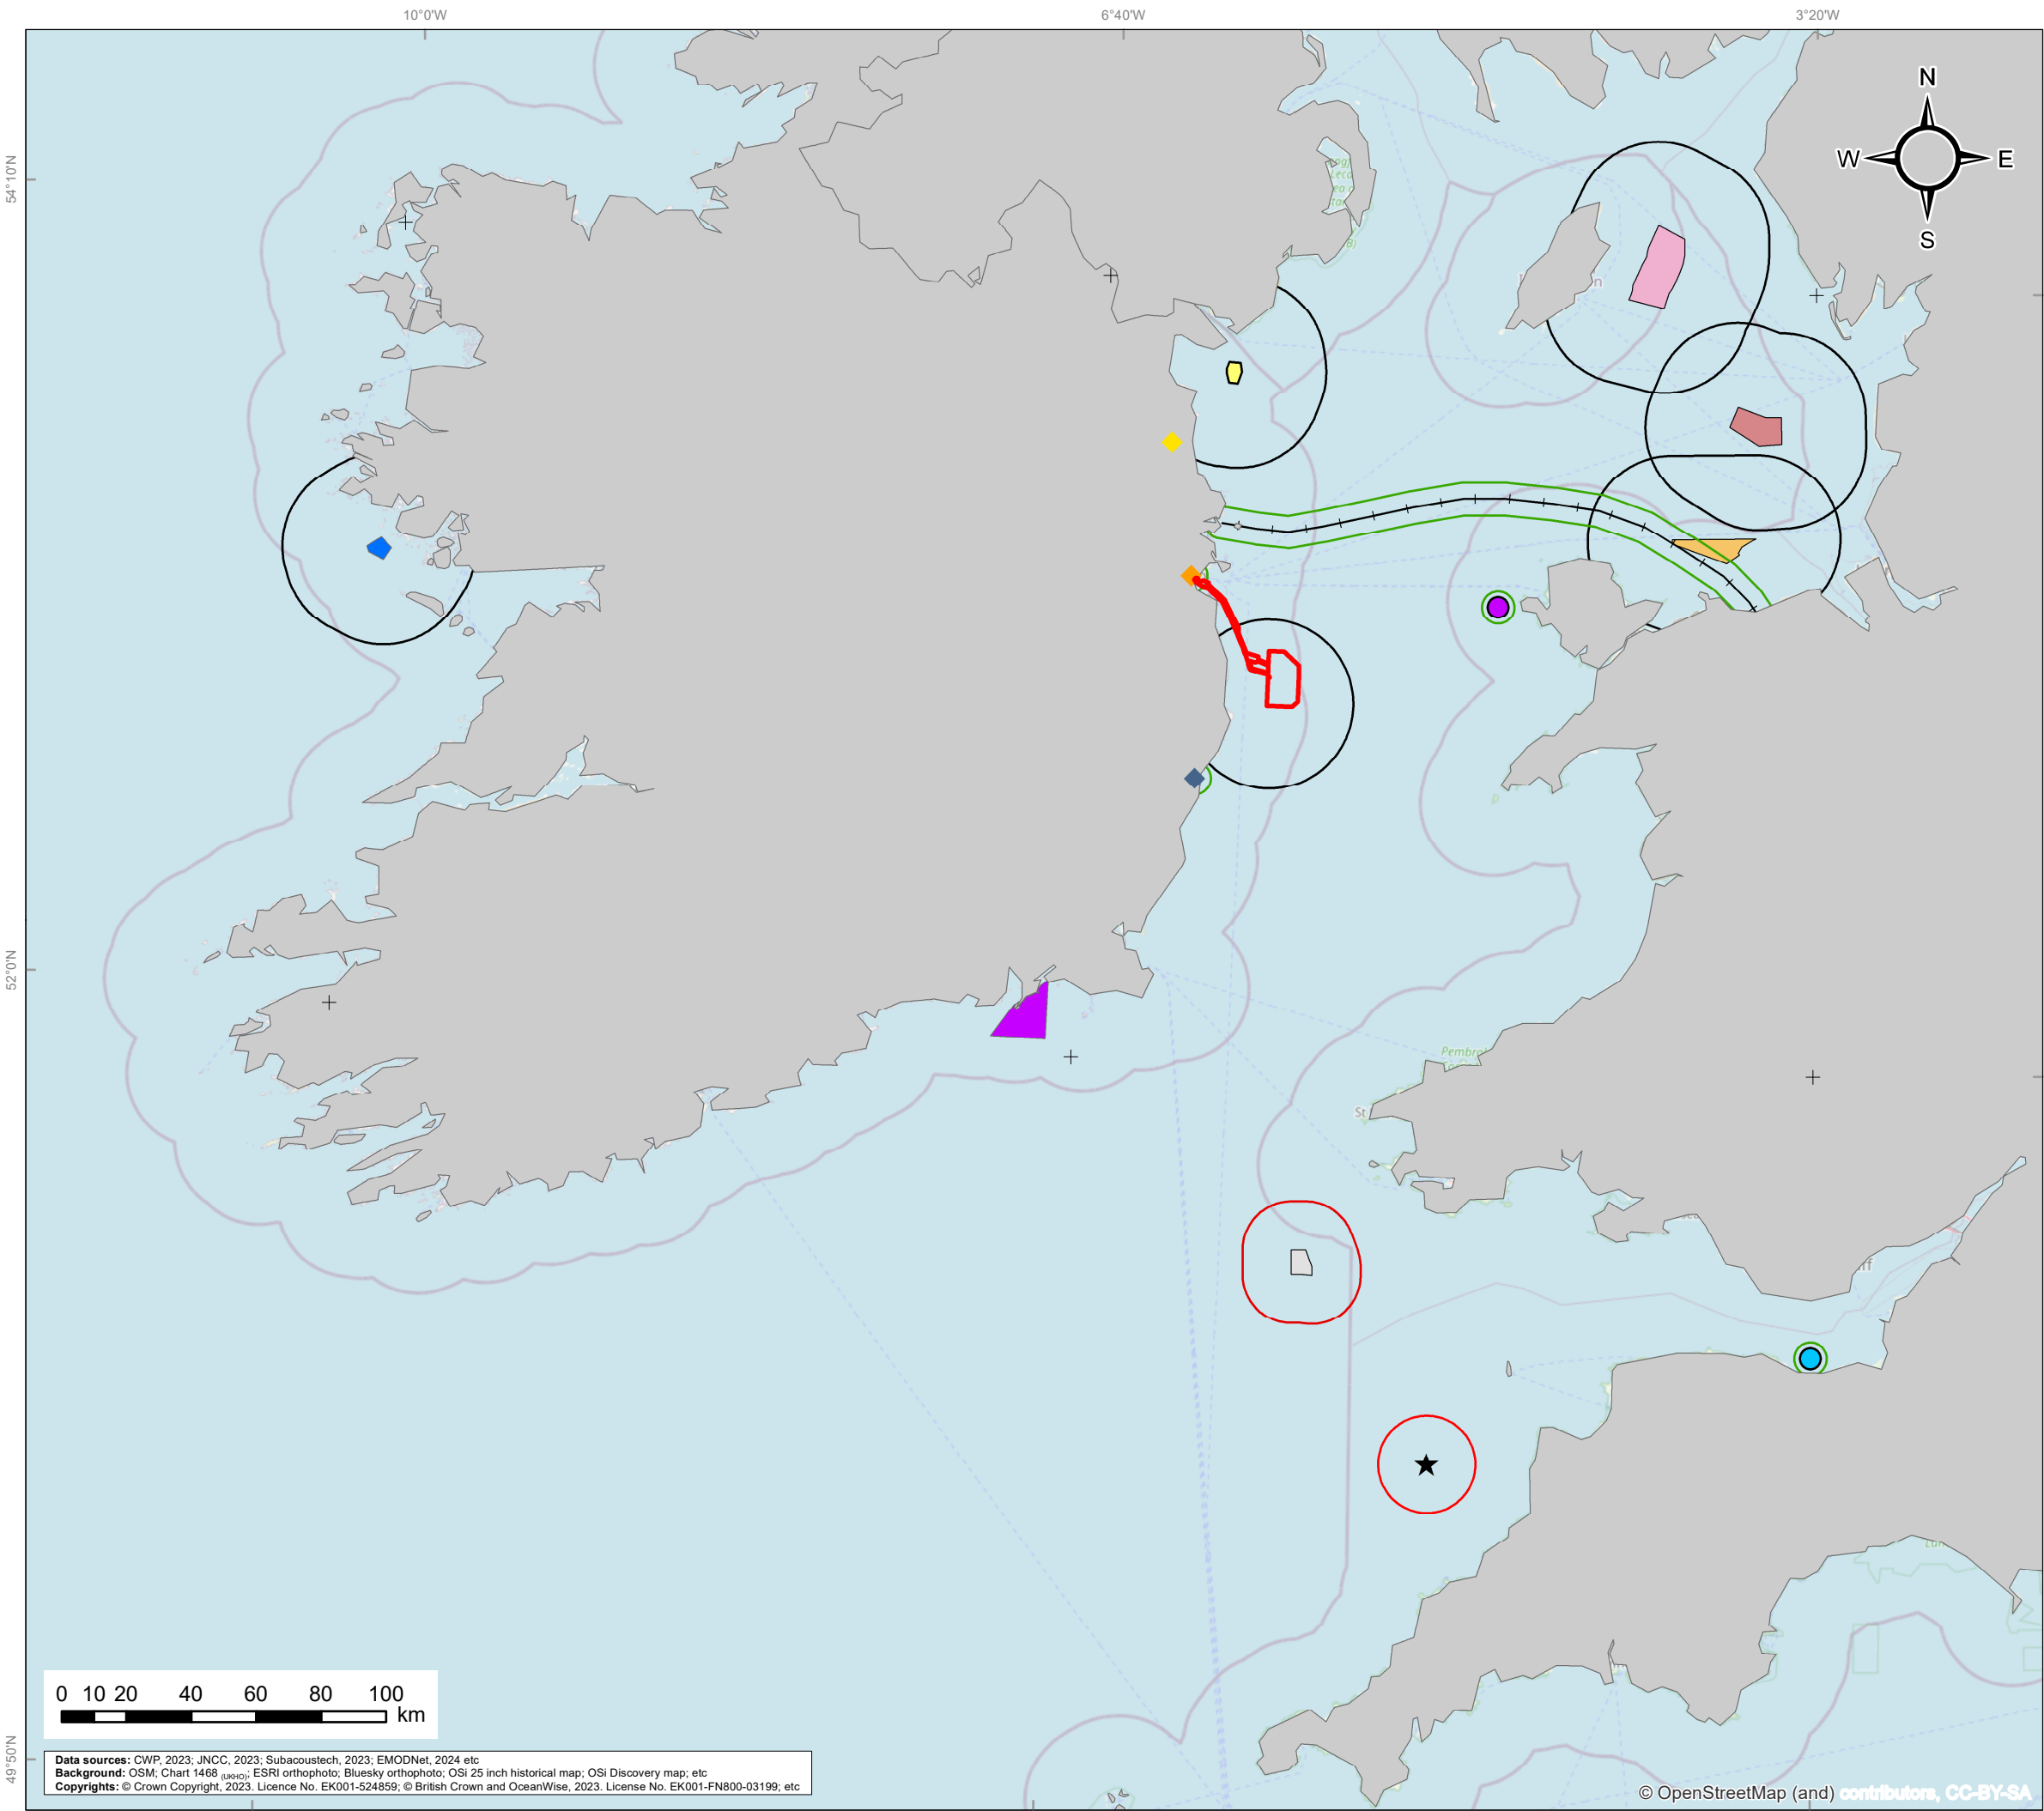 10°0'W 6°40'W 3°20'W
54°10'N
N
W E
S
52°0'N
Pembro
St
0 10 20 40 60 80 100
km
49°50'N
Data sources: CWP, 2023; JNCC, 2023; Subacoustech, 2023; EMODNet, 2024 etc
Background: OSM; Chart 1468 (UKHO); ESRI orthophoto; Bluesky orthophoto; OSi 25 inch historical map; OSi Discovery map; etc
Copyrights: © Crown Copyright, 2023. Licence No. EK001-524859; © British Crown and OceanWise, 2023. License No. EK001-FN800-03199; etc
© OpenStreetMap (and) contributors, CC-BY-SA